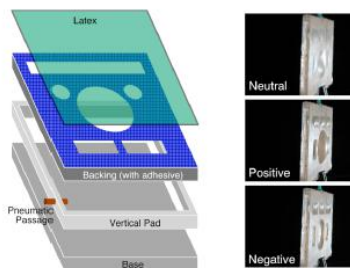 Latex
Backing (with adhesive)
Pneumatic
Passage
Vertical Pad
Base
Neutral
Positive
Negative